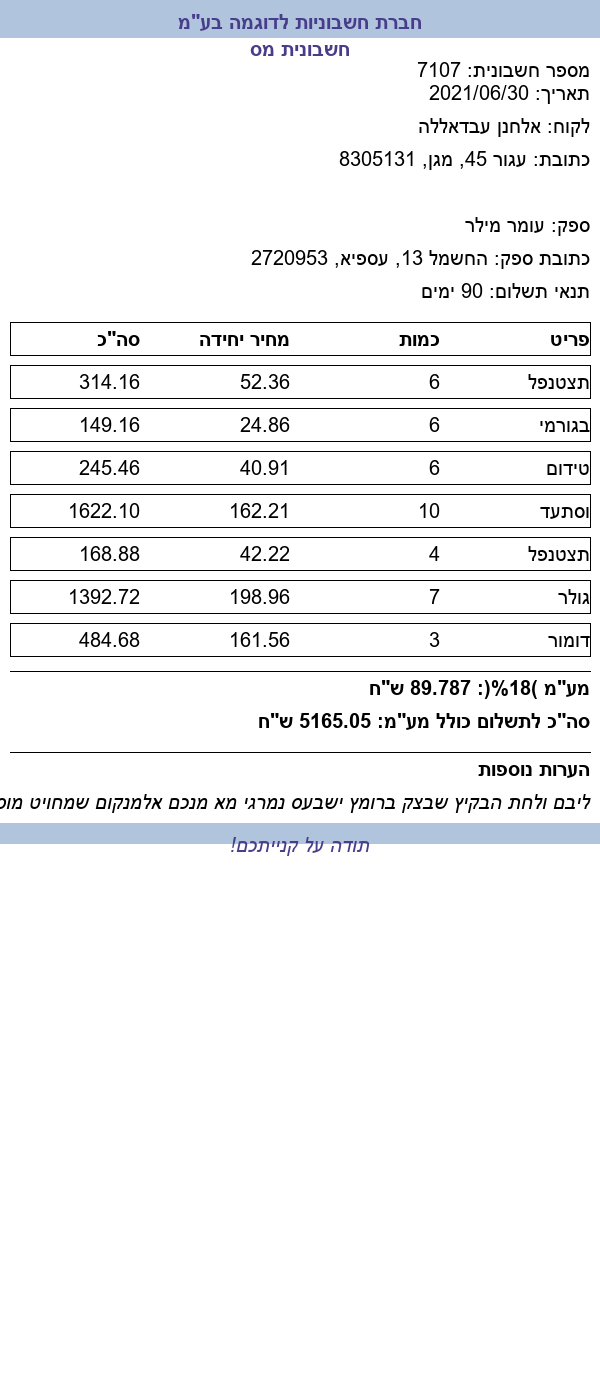 חברת חשבוניות לדוגמה בע"מ
חשבונית מס
מספר חשבונית: 7107
תאריך: 2021/06/30
לקוח: אלחנן עבדאללה
כתובת: עגור 45, מגן, 8305131
ספק: עומר מילר
כתובת ספק: החשמל 13, עספיא, 2720953
תנאי תשלום: 90 ימים
פריט כמות מחיר יחידה סה"כ
תצטנפל 6 52.36 314.16
בגורמי 6 24.86 149.16
טידום 6 40.91 245.46
וסתעד 10 162.21 1622.10
תצטנפל 4 42.22 168.88
גולר 7 198.96 1392.72
דומור 3 161.56 484.68
מע"מ )18%(: 89.787 ש"ח
סה"כ לתשלום כולל מע"מ: 5165.05 ש"ח
הערות נוספות
ליבם ולחת הבקיץ שבצק ברומץ ישבעס נמרגי מא מנכם אלמנקום שמחויט
תודה על קנייתכם!